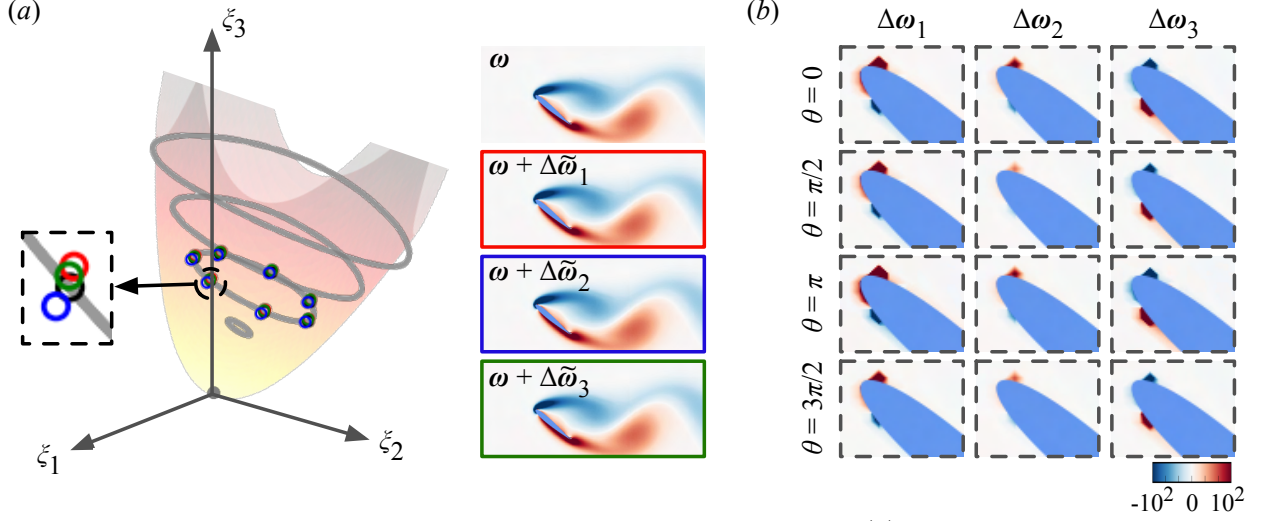 (a)
ξ3
ξ1
ξ2
ω
ω + Δω̃1
ω + Δω̃2
ω + Δω̃3
(b)
Δω1 Δω2 Δω3
θ = 0
θ = π/2
θ = π
θ = 3π/2
-10² 0 10²